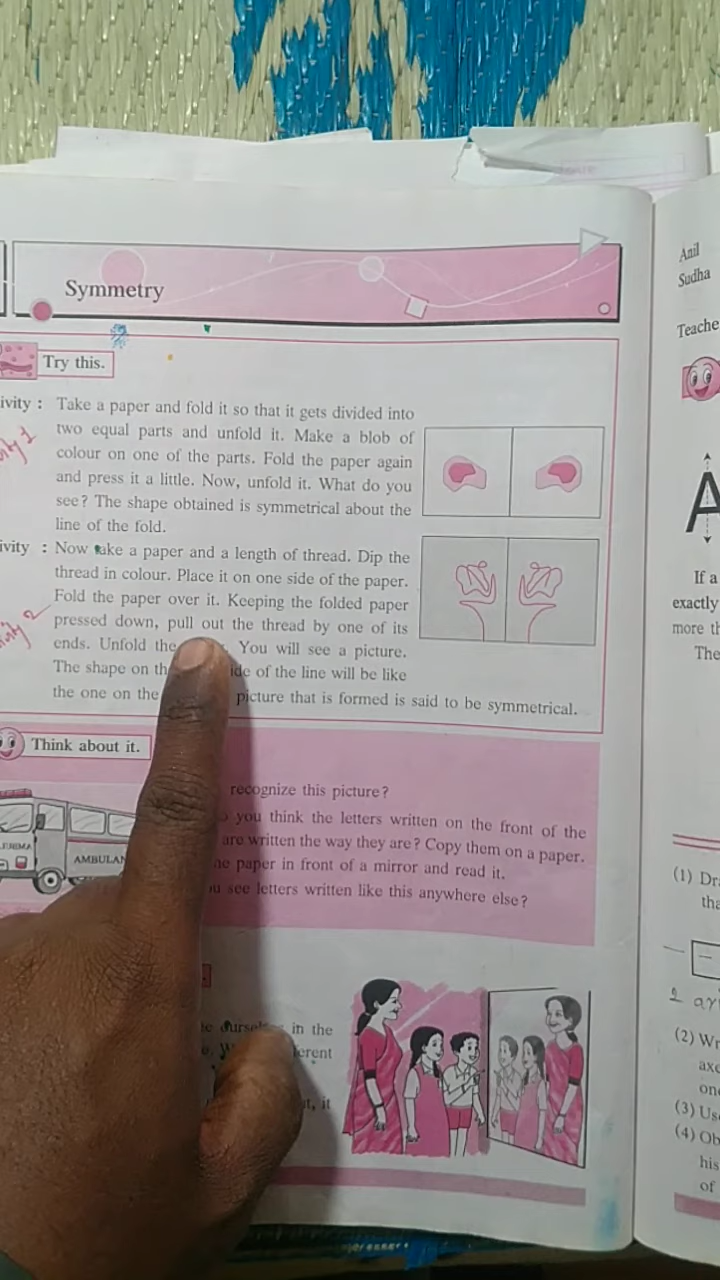 Symmetry
Try this.
ivity : Take a paper and fold it so that it gets divided into
two equal parts and unfold it. Make a blob of
colour on one of the parts. Fold the paper again
and press it a little. Now, unfold it. What do you
see? The shape obtained is symmetrical about the
line of the fold.
ivity : Now take a paper and a length of thread. Dip the
thread in colour. Place it on one side of the paper.
Fold the paper over it. Keeping the folded paper
pressed down, pull out the thread by one of its
ends. Unfold the You will see a picture.
The shape on ide of the line will be like
the one on the picture that is formed is said to be symmetrical.
Think about it.
recognize this picture?
you think the letters written on the front of the
are written the way they are? Copy them on a paper.
paper in front of a mirror and read it.
see letters written like this anywhere else?
AMBULAN
in the
erent
it
Anil
Sudha
Teache
A
If a
exactly
more th
The
(1) Dr
tha
(2) Wr
axe
on
(3) Us
(4) Ob
his
of